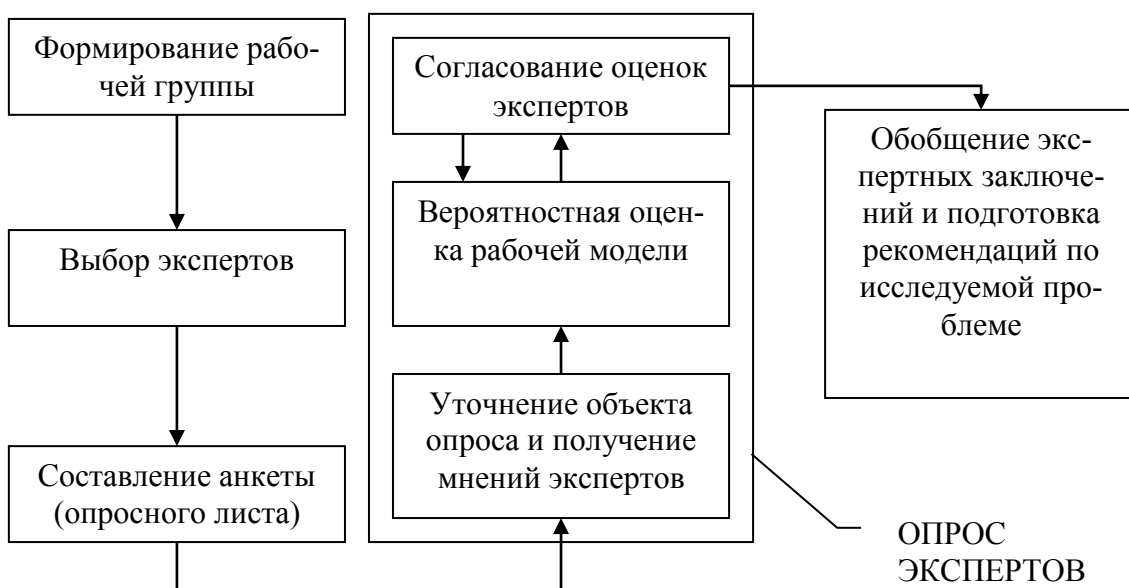 Формирование рабо-
чей группы
Выбор экспертов
Составление анкеты
(опросного листа)
Согласование оценок
экспертов
Вероятностная оцен-
ка рабочей модели
Уточнение объекта
опроса и получение
мнений экспертов
Обобщение экс-
пертных заключе-
ний и подготовка
рекомендаций по
исследуемой про-
блеме
ОПРОС
ЭКСПЕРТОВ